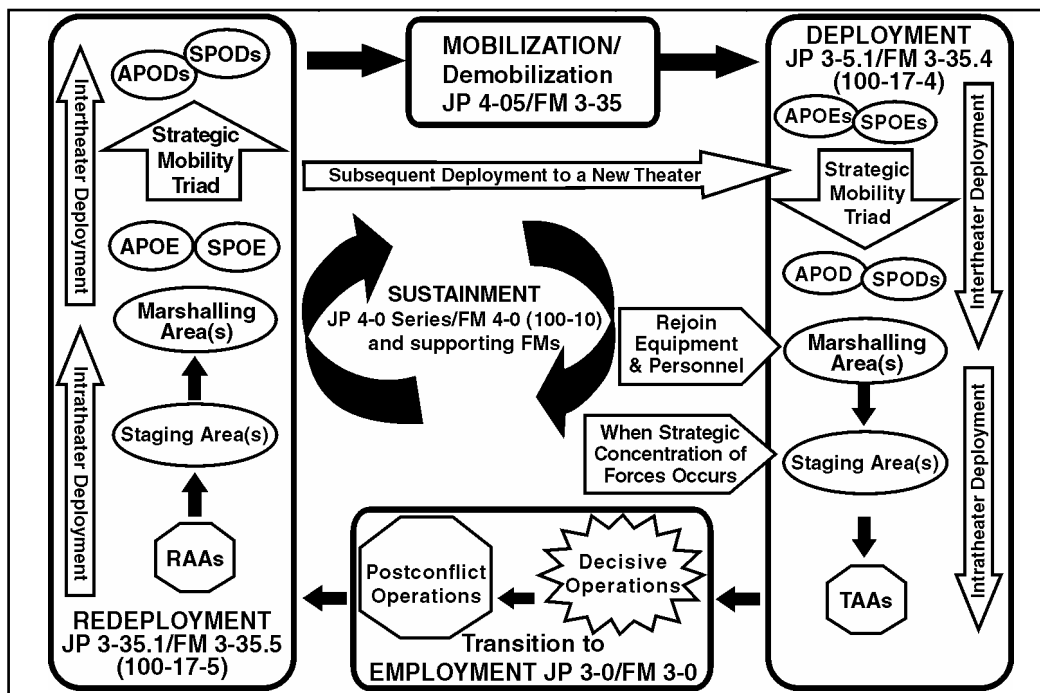 APODs
SPODs
Strategic
Mobility
Triad
APOE
SPOE
Marshalling
Area(s)
Staging Area(s)
RAAs
Intertheater Deployment
Intratheater Deployment
REDEPLOYMENT
JP 3-35.1/FM 3-35.5
(100-17-5)
MOBILIZATION/
Demobilization
JP 4-05/FM 3-35
Subsequent Deployment to a New Theater
SUSTAINMENT
JP 4-0 Series/FM 4-0 (100-10)
and supporting FMs
Rejoin
Equipment
& Personnel
When Strategic
Concentration of
Forces Occurs
Postconflict
Operations
Decisive
Operations
Transition to
EMPLOYMENT JP 3-0/FM 3-0
DEPLOYMENT
JP 3-5.1/FM 3-35.4
(100-17-4)
APOEs
SPOEs
Strategic
Mobility
Triad
APOD
SPODs
Marshalling
Area(s)
Staging Area(s)
TAAs
Intertheater Deployment
Intratheater Deployment